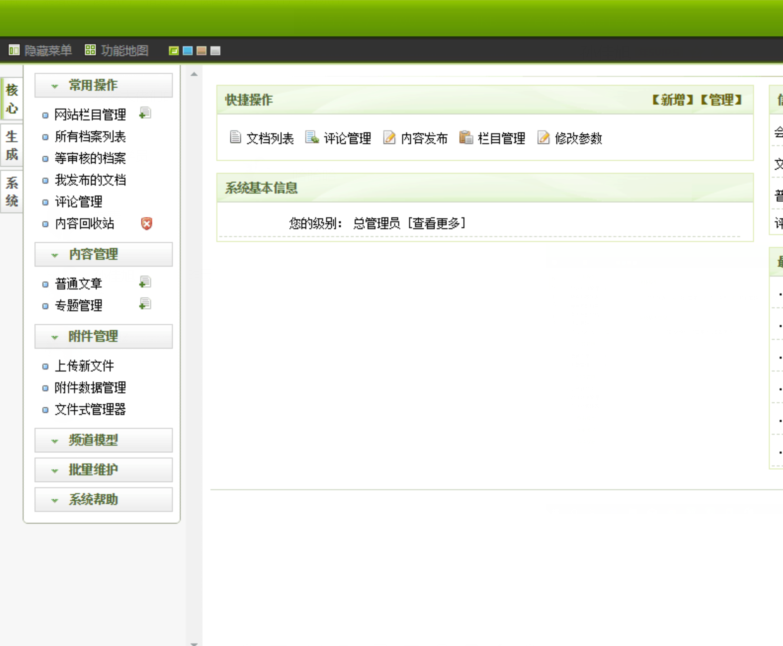 隐藏菜单 功能地图
核心
生成
系统
常用操作
网站栏目管理
所有档案列表
等审核的档案
我发布的文档
评论管理
内容回收站
内容管理
普通文章
专题管理
附件管理
上传新文件
附件数据管理
文件式管理器
频道模型
批量维护
系统帮助
快捷操作 【新增】【管理】
文档列表 评论管理 内容发布 栏目管理 修改参数
系统基本信息
您的级别： 总管理员 [查看更多]
会
文
普
评